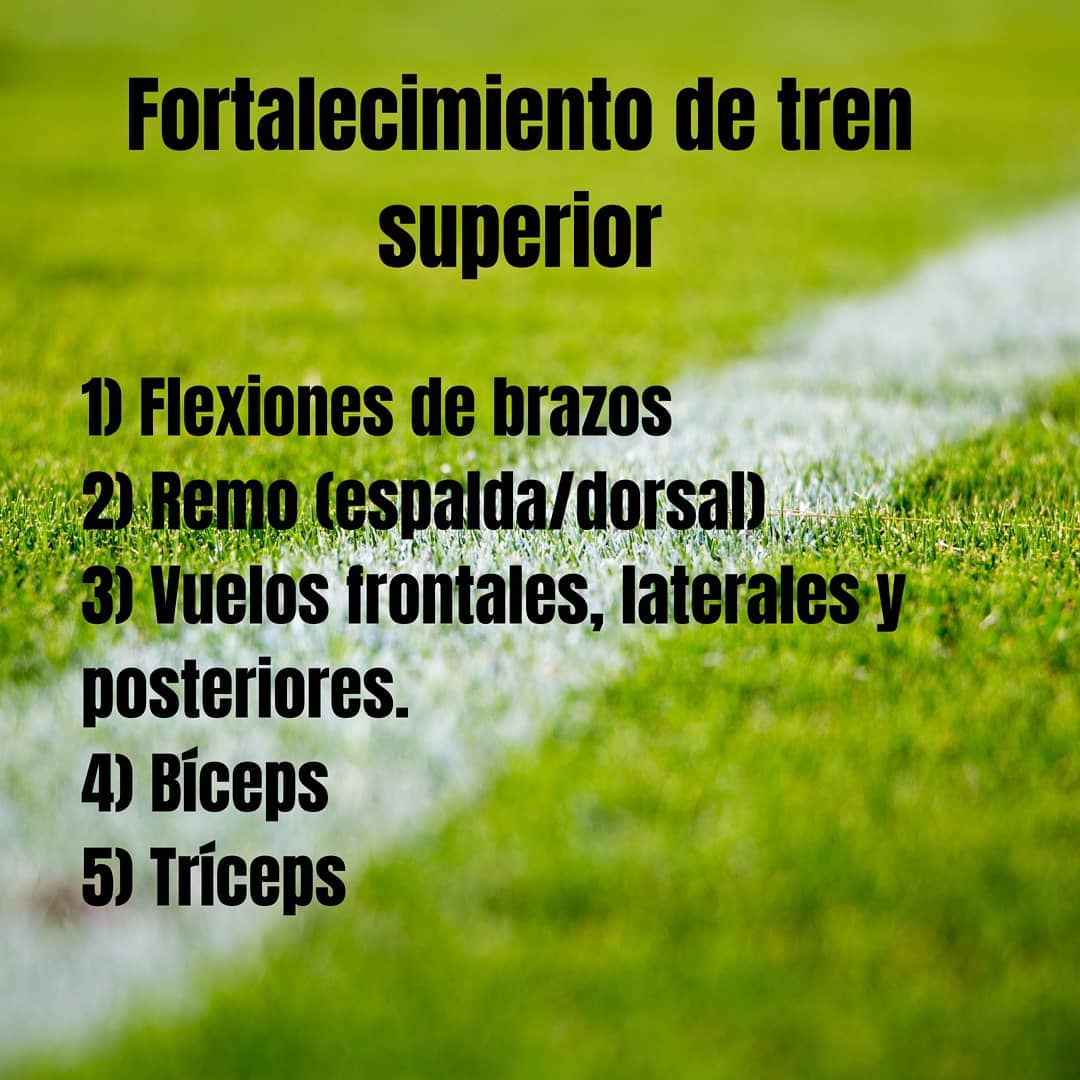 Fortalecimiento de tren
superior
1) Flexiones de brazos
2) Remo (espalda/dorsal)
3) Vuelos frontales, laterales y
posteriores.
4) Bíceps
5) Tríceps